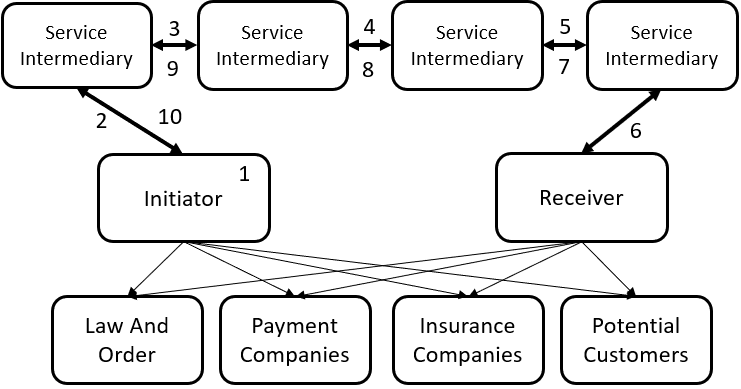 Service
Intermediary
3
9
Service
Intermediary
4
8
Service
Intermediary
5
7
Service
Intermediary
2
10
6
1
Initiator
Receiver
Law And
Order
Payment
Companies
Insurance
Companies
Potential
Customers